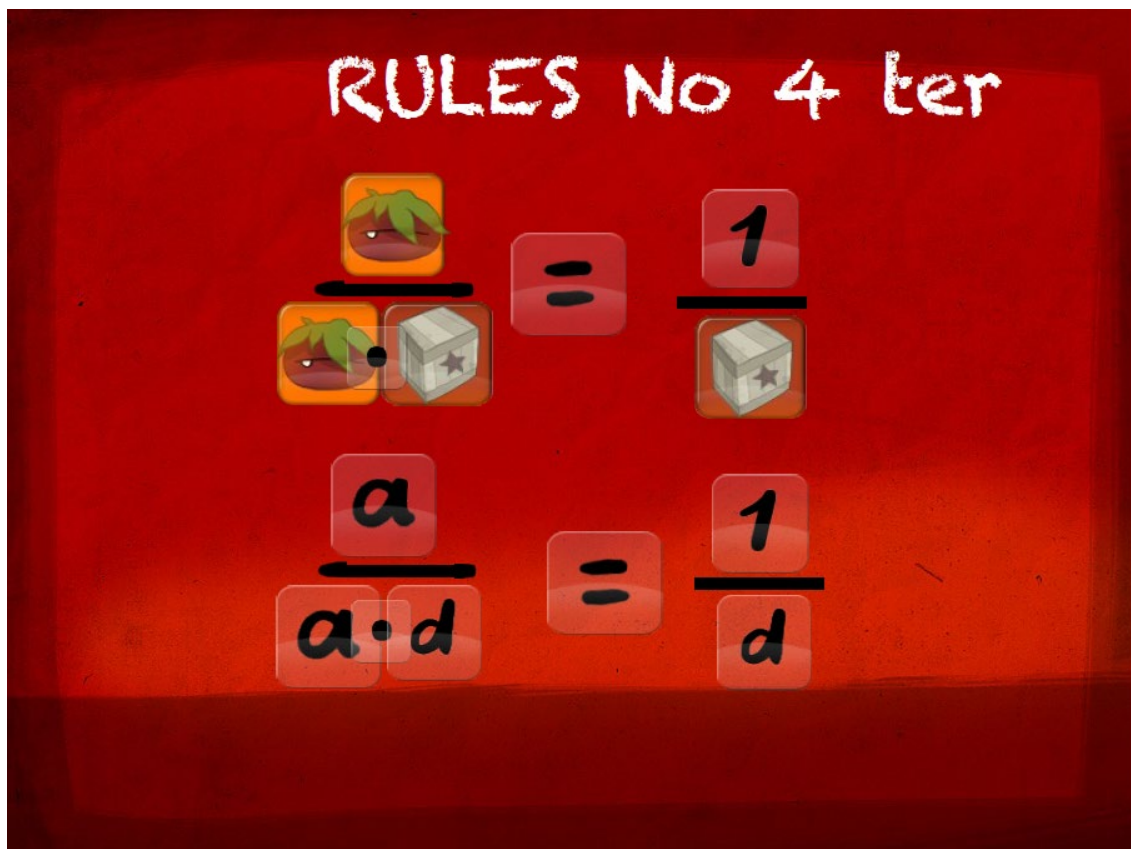 RULES No 4 ter
= 1
·
a = 1
a · d d